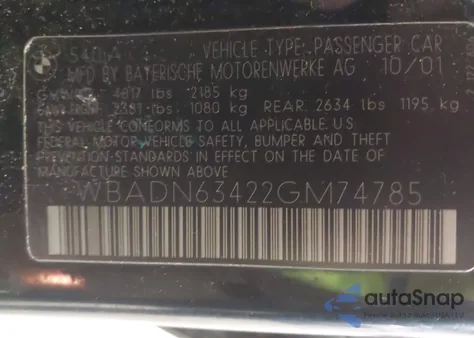 540iA VEHICLE TYPE: PASSENGER CAR
MFD BY BAYERISCHE MOTORENWERKE AG 10/01
4817 lbs 2185 kg
2381 lbs 1080 kg REAR: 2634 lbs 1195 kg
THIS VEHICLE CONFORMS TO ALL APPLICABLE U.S.
FEDERAL MOTOR VEHICLE SAFETY, BUMPER AND THEFT
PREVENTION STANDARDS IN EFFECT ON THE DATE OF
MANUFACTURE SHOWN ABOVE.
WBADN63422GM74785
autoSnap